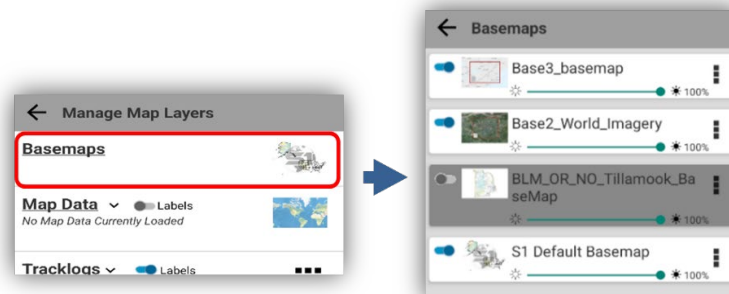 Manage Map Layers
Basemaps
Map Data Labels
No Map Data Currently Loaded
Tracklogs Labels
Basemaps
Base3_basemap
100%
Base2_World_Imagery
100%
BLM_OR_NO_Tillamook_Ba
seMap
100%
S1 Default Basemap
100%